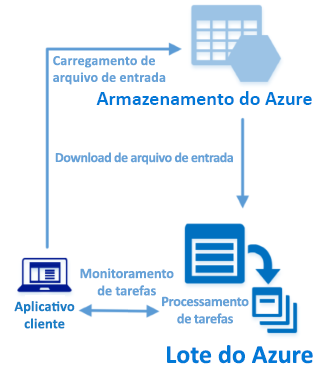 Carregamento de
arquivo de entrada
Armazenamento do Azure
Download de arquivo de entrada
Monitoramento
de tarefas
Aplicativo
cliente
Processamento
de tarefas
Lote do Azure